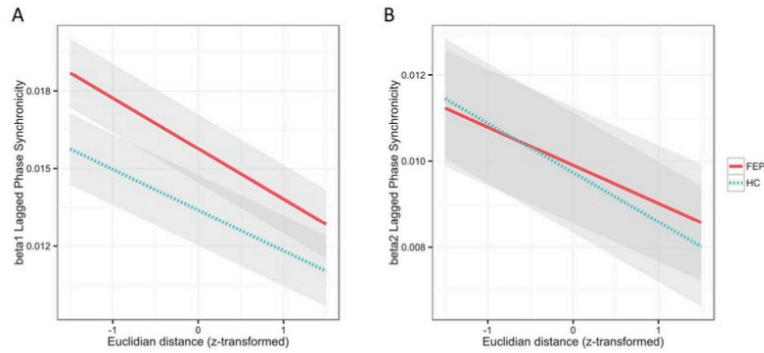 A
beta1 Lagged Phase Synchronicity
0.018
0.015
0.012
-1
0
1
Euclidian distance (z-transformed)
B
beta2 Lagged Phase Synchronicity
0.012
0.010
0.008
-1
0
1
Euclidian distance (z-transformed)
FEP
HC